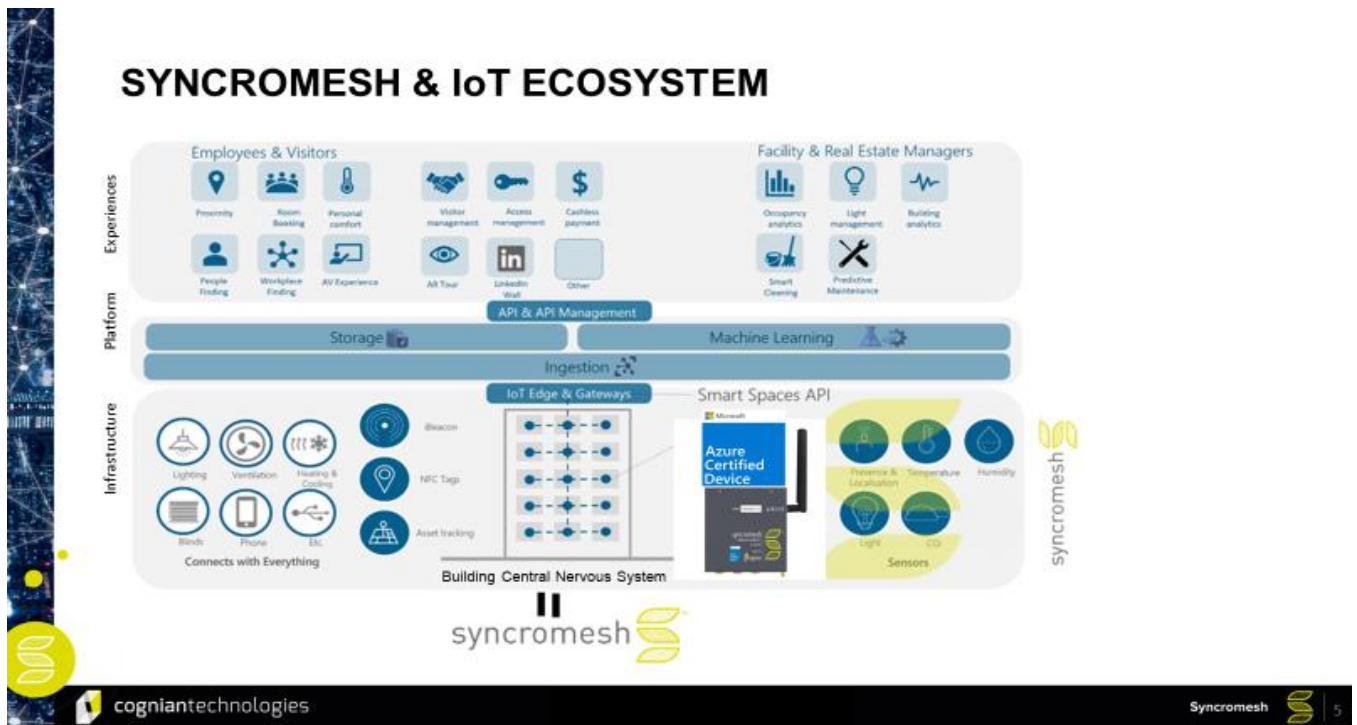 SYNCROMESH & IoT ECOSYSTEM
Experiences
Employees & Visitors
Proximity
Room
Booking
Personal
comfort
Visitor
management
Access
management
Cashless
payment
People
Finding
Workplace
Finding
AV Experience
AR Tour
in
LinkedIn
Wall
Other
Facility & Real Estate Managers
Occupancy
analytics
Light
management
Building
analytics
Smart
Cleaning
Predictive
Maintenance
Platform
API & API Management
Storage
Machine Learning
Ingestion
Infrastructure
IoT Edge & Gateways
Smart Spaces API
Lighting
Ventilation
Heating &
Cooling
Blinds
Phone
Etc
Connects with Everything
iBeacon
NFC Tags
Asset tracking
Building Central Nervous System
Microsoft
Azure
Certified
Device
syncromesh
Presence &
Localisation
Temperature
Humidity
Light
CO₂
Sensors
syncromesh
syncromesh
cogniantechnologies
Syncromesh
5